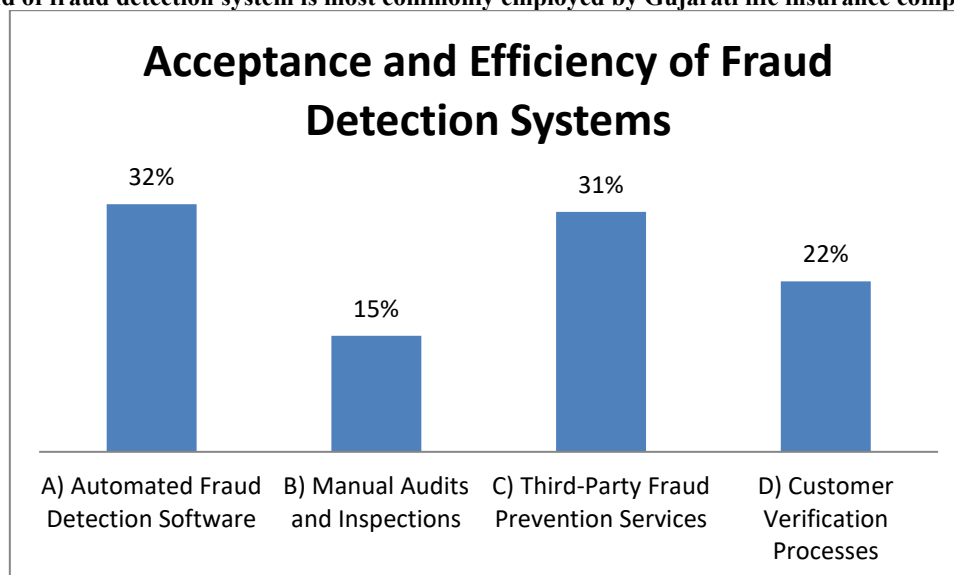 of fraud detection system is most commonly employed by Gujarati life insurance
Acceptance and Efficiency of Fraud
Detection Systems
32%
15%
31%
22%
A) Automated Fraud
Detection Software
B) Manual Audits
and Inspections
C) Third-Party Fraud
Prevention Services
D) Customer
Verification
Processes